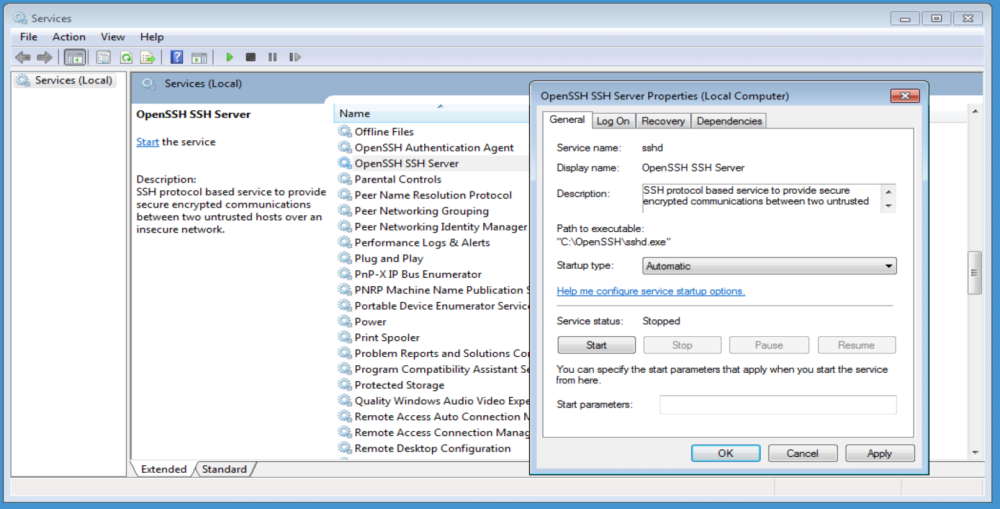 Services
File Action View Help
Services (Local)
Services (Local)
OpenSSH SSH Server
Start the service
Description:
SSH protocol based service to provide
secure encrypted communications
between two untrusted hosts over an
insecure network.
Name
Offline Files
OpenSSH Authentication Agent
OpenSSH SSH Server
Parental Controls
Peer Name Resolution Protocol
Peer Networking Grouping
Peer Networking Identity Manager
Performance Logs & Alerts
Plug and Play
PnP-X IP Bus Enumerator
PNRP Machine Name Publication S
Portable Device Enumerator Service
Power
Print Spooler
Problem Reports and Solutions Co
Program Compatibility Assistant Se
Protected Storage
Quality Windows Audio Video Expe
Remote Access Auto Connection M
Remote Access Connection Manag
Remote Desktop Configuration
Extended Standard
OpenSSH SSH Server Properties (Local Computer)
General Log On Recovery Dependencies
Service name: sshd
Display name: OpenSSH SSH Server
Description: SSH protocol based service to provide secure
encrypted communications between two untrusted
Path to executable:
"C:\OpenSSH\sshd.exe"
Startup type: Automatic
Help me configure service startup options.
Service status: Stopped
Start Stop Pause Resume
You can specify the start parameters that apply when you start the service
from here.
Start parameters:
OK Cancel Apply